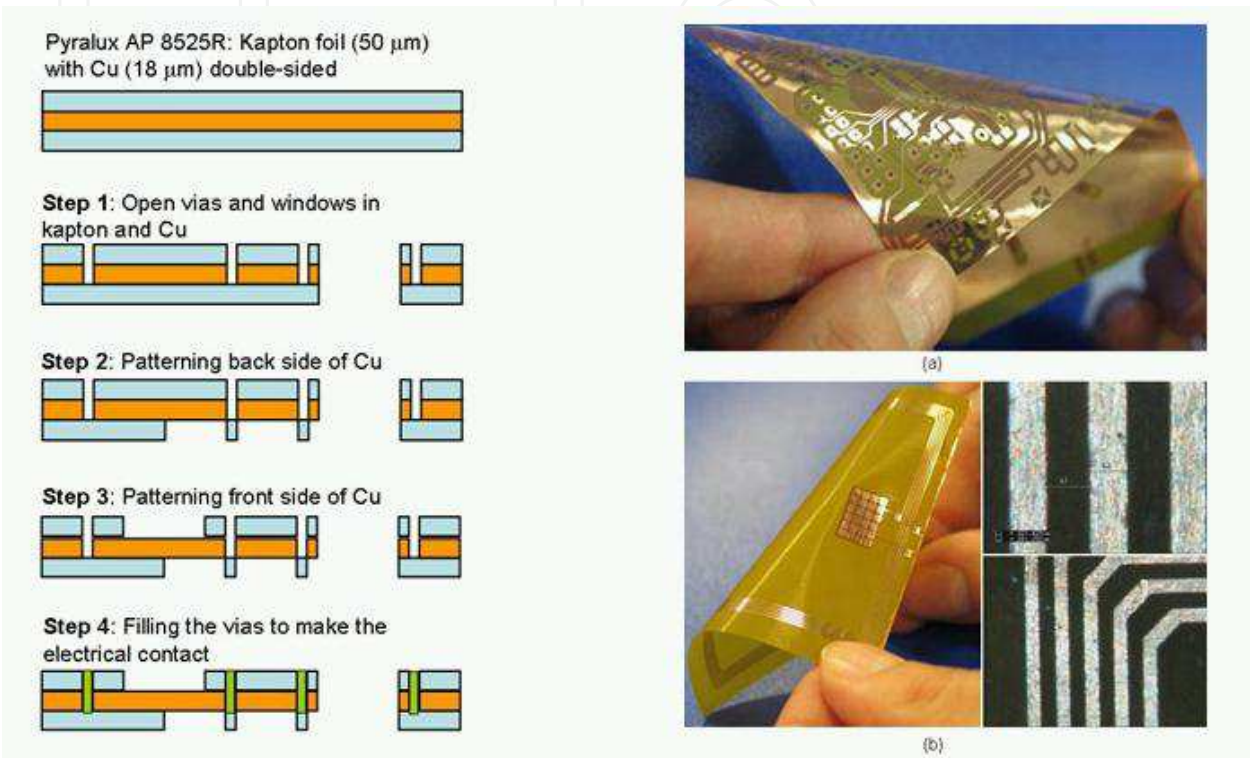 Pyralux AP 8525R: Kapton foil (50 μm)
with Cu (18 μm) double-sided
Step 1: Open vias and windows in
kapton and Cu
Step 2: Patterning back side of Cu
Step 3: Patterning front side of Cu
Step 4: Filling the vias to make the
electrical contact
(a)
(b)